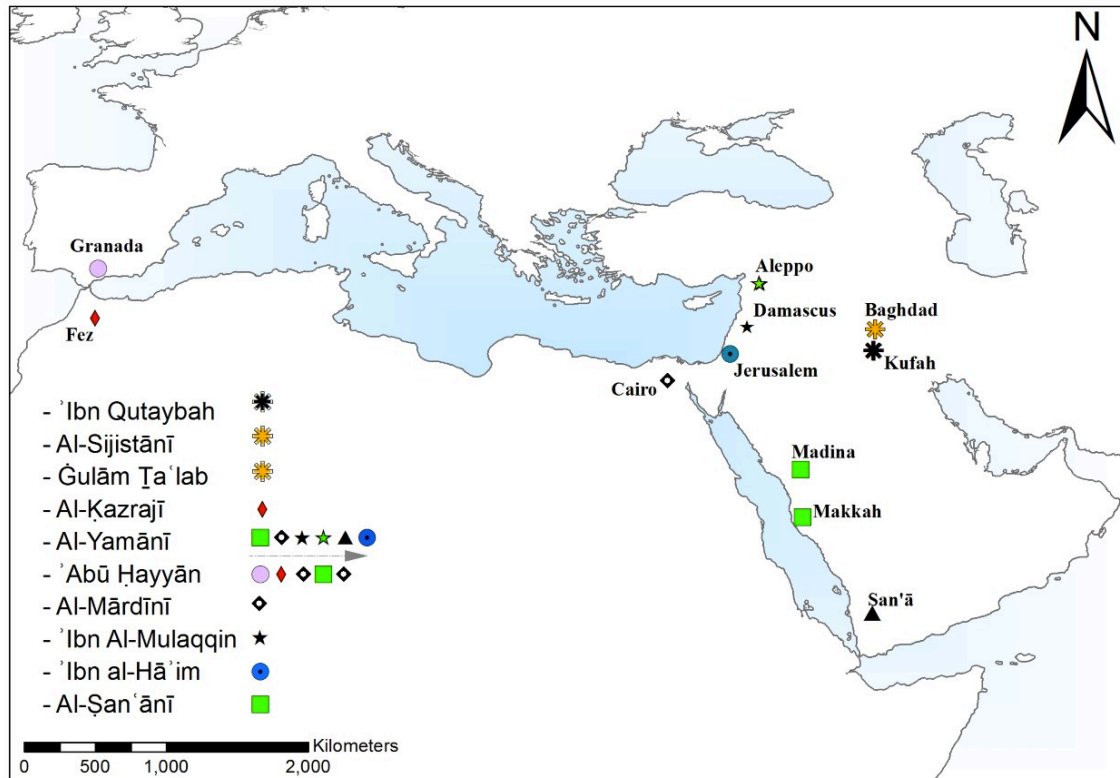 N
Granada
Aleppo
Damascus
Baghdad
Fez
Jerusalem
Kufah
Cairo
Madina
Makkah
Ṣan'ā
- ʾIbn Qutaybah
- Al-Sijistānī
- Ġulām Ṯaʿlab
- Al-Ḵazrajī
- Al-Yamānī
- ʾAbū Ḥayyān
- Al-Mārdīnī
- ʾIbn Al-Mulaqqin
- ʾIbn al-Hāʾim
- Al-Ṣanʿānī
Kilometers
0 500 1,000 2,000